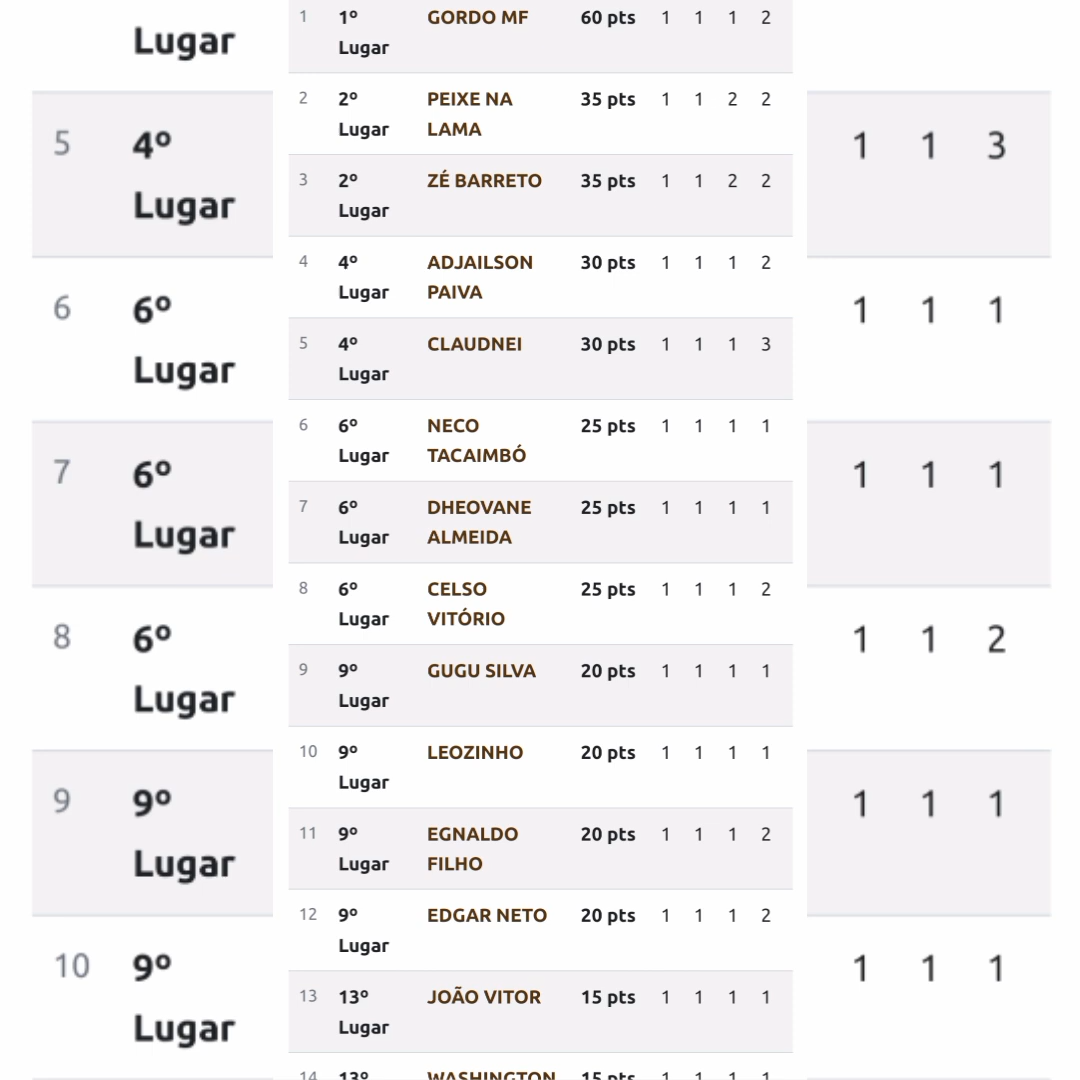 Lugar
5 4º 1 1 3
Lugar
6 6º 1 1 1
Lugar
7 6º 1 1 1
Lugar
8 6º 1 1 2
Lugar
9 9º 1 1 1
Lugar
10 9º 1 1 1
Lugar
1 1º GORDO MF 60 pts 1 1 1 2
Lugar
2 2º PEIXE NA 35 pts 1 1 2 2
Lugar LAMA
3 2º ZÉ BARRETO 35 pts 1 1 2 2
Lugar
4 4º ADJAILSON 30 pts 1 1 1 2
Lugar PAIVA
5 4º CLAUDNEI 30 pts 1 1 1 3
Lugar
6 6º NECO 25 pts 1 1 1 1
Lugar TACAIMBÓ
7 6º DHEOVANE 25 pts 1 1 1 1
Lugar ALMEIDA
8 6º CELSO 25 pts 1 1 1 2
Lugar VITÓRIO
9 9º GUGU SILVA 20 pts 1 1 1 1
Lugar
10 9º LEOZINHO 20 pts 1 1 1 1
Lugar
11 9º EGNALDO 20 pts 1 1 1 2
Lugar FILHO
12 9º EDGAR NETO 20 pts 1 1 1 2
Lugar
13 13º JOÃO VITOR 15 pts 1 1 1 1
Lugar
14 13º WASHINGTON 15 pts 1 1 1 1